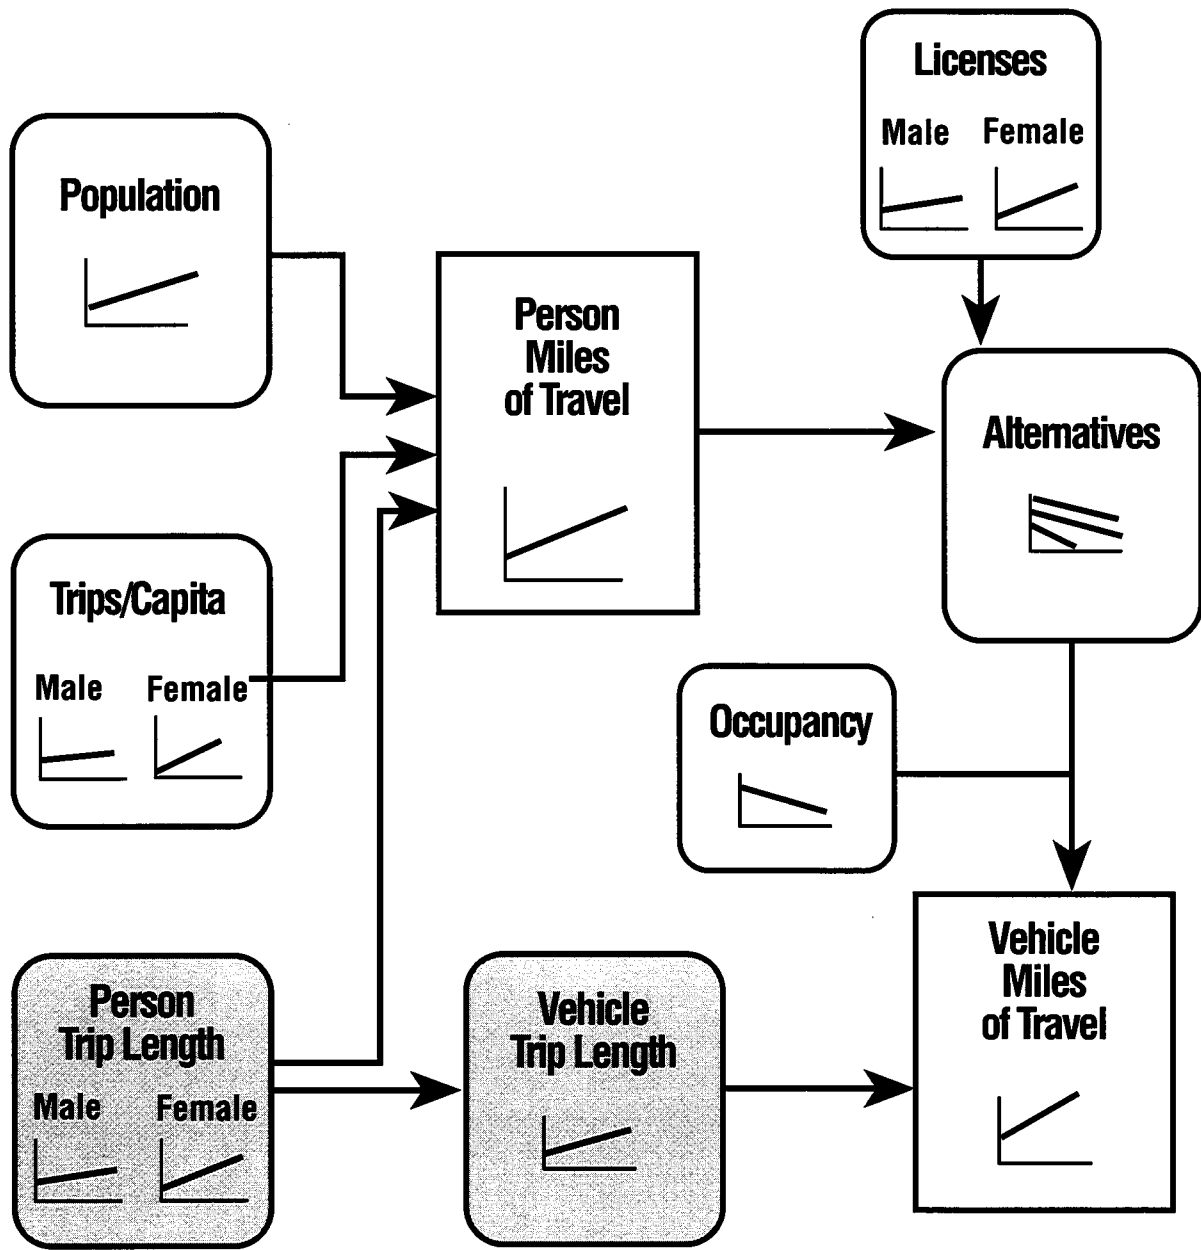 Licenses
Male Female
Population
Person
Miles
of Travel
Alternatives
Trips/Capita
Male Female
Occupancy
Person
Trip Length
Male Female
Vehicle
Trip Length
Vehicle
Miles
of Travel